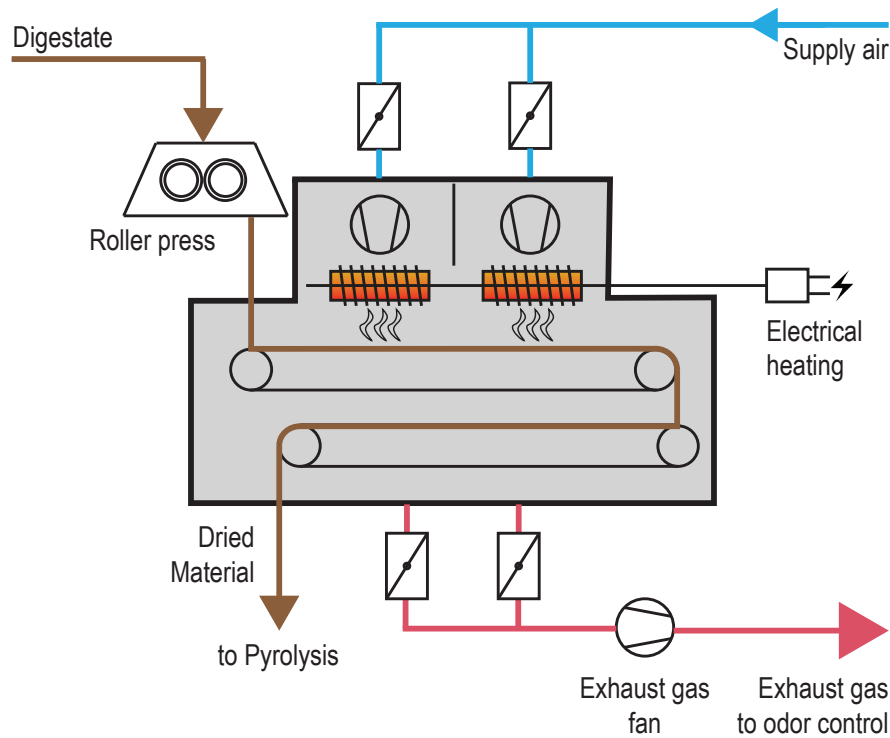 Digestate
Supply air
Roller press
Electrical
heating
Dried
Material
to Pyrolysis
Exhaust gas
fan
Exhaust gas
to odor control